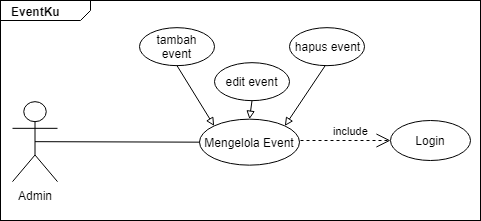 EventKu
tambah
event
hapus event
edit event
Mengelola Event
include
Login
Admin